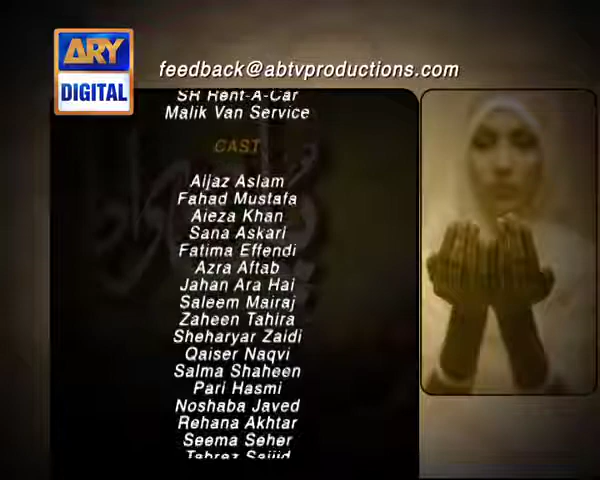 ARY
DIGITAL
feedback@abtvproductions.com
SR Rent-A-Car
Malik Van Service
CAST
Aijaz Aslam
Fahad Mustafa
Aieza Khan
Sana Askari
Fatima Effendi
Azra Aftab
Jahan Ara Hai
Saleem Mairaj
Zaheen Tahira
Sheharyar Zaidi
Qaiser Naqvi
Salma Shaheen
Pari Hasmi
Noshaba Javed
Rehana Akhtar
Seema Seher
Tabrez Sajjid